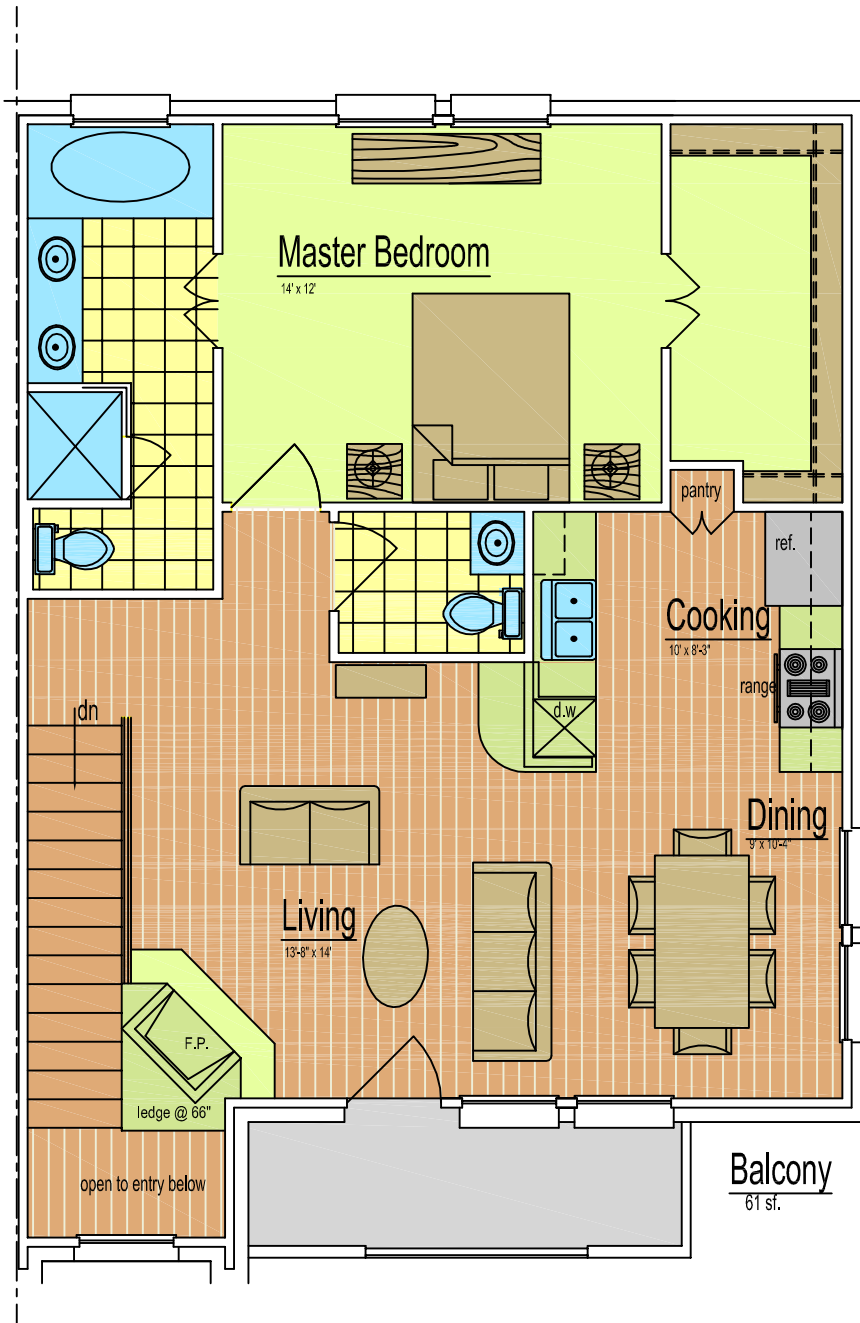 Master Bedroom
14' x 12'
pantry
ref.
Cooking
10' x 8'-3"
range
dn
d.w
Dining
9' x 10'-4"
Living
13'-8" x 14'
F.P.
ledge @ 66"
open to entry below
Balcony
61 sf.